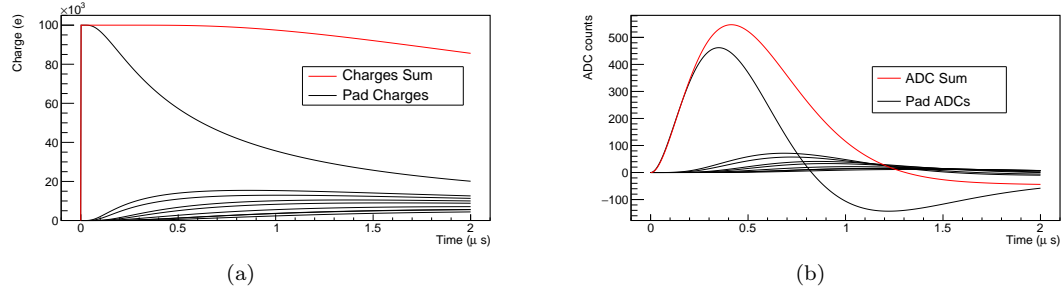 ×10³
Charge (e)
100
80
60
40
20
0
Charges Sum
Pad Charges
0
0.5
1
1.5
2
Time (μ s)
(a)
ADC counts
500
400
300
200
100
0
−100
ADC Sum
Pad ADCs
0
0.5
1
1.5
2
Time (μ s)
(b)